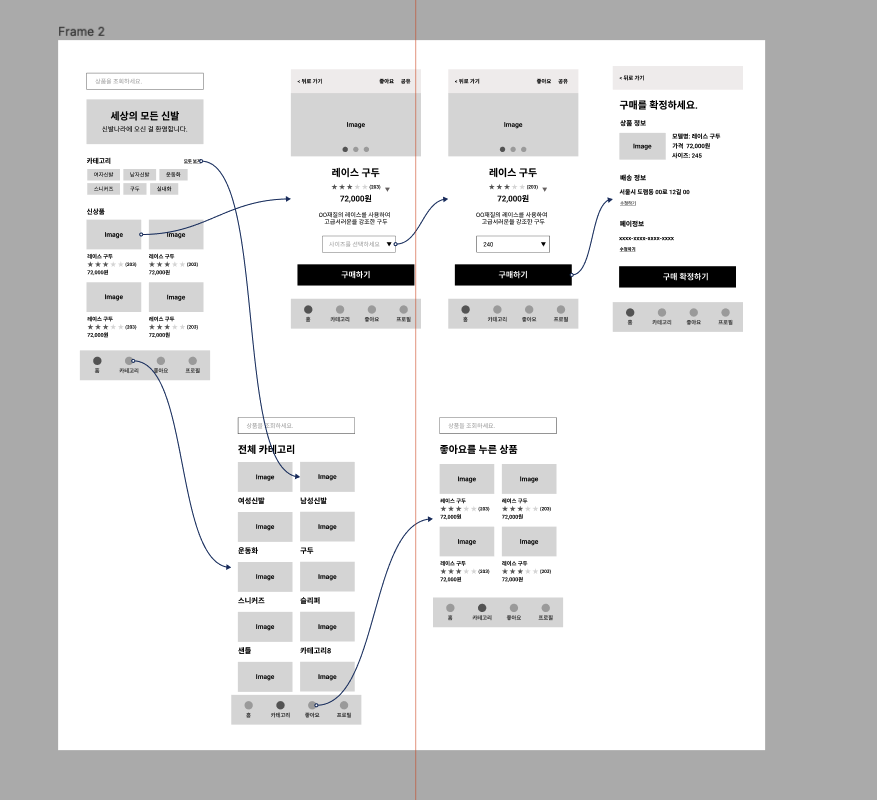 Frame 2
상품을 조회하세요.
세상의 모든 신발
신발나라에 오신 걸 환영합니다.
카테고리
모두 보기
여자신발 남자신발 운동화
스니커즈 구두 실내화
신상품
Image Image
레이스 구두 레이스 구두
★ ★ ★ ★ ★ (203) ★ ★ ★ ★ ★ (203)
72,000원 72,000원
Image Image
레이스 구두 레이스 구두
★ ★ ★ ★ ★ (203) ★ ★ ★ ★ ★ (203)
72,000원 72,000원
홈 카테고리 좋아요 프로필
< 뒤로 가기 좋아요 공유
Image
레이스 구두
★ ★ ★ ★ ★ (203) ▼
72,000원
OO재질의 레이스를 사용하여
고급서러운을 강조한 구두
사이즈를 선택하세요 ▼
구매하기
홈 카테고리 좋아요 프로필
< 뒤로 가기 좋아요 공유
Image
레이스 구두
★ ★ ★ ★ ★ (203) ▼
72,000원
OO재질의 레이스를 사용하여
고급서러운을 강조한 구두
240 ▼
구매하기
홈 카테고리 좋아요 프로필
< 뒤로 가기
구매를 확정하세요.
상품 정보
Image
모델명: 레이스 구두
가격 72,000원
사이즈: 245
배송 정보
서울시 도렴동 00로 12길 00
수정하기
페이정보
xxxx-xxxx-xxxx-xxxx
수정하기
구매 확정하기
홈 카테고리 좋아요 프로필
상품을 조회하세요.
전체 카테고리
Image Image
여성신발 남성신발
Image Image
운동화 구두
Image Image
스니커즈 슬리퍼
Image Image
샌들 카테고리8
Image Image
홈 카테고리 좋아요 프로필
상품을 조회하세요.
좋아요를 누른 상품
Image Image
레이스 구두 레이스 구두
★ ★ ★ ★ ★ (203) ★ ★ ★ ★ ★ (203)
72,000원 72,000원
Image Image
레이스 구두 레이스 구두
★ ★ ★ ★ ★ (203) ★ ★ ★ ★ ★ (203)
72,000원 72,000원
홈 카테고리 좋아요 프로필